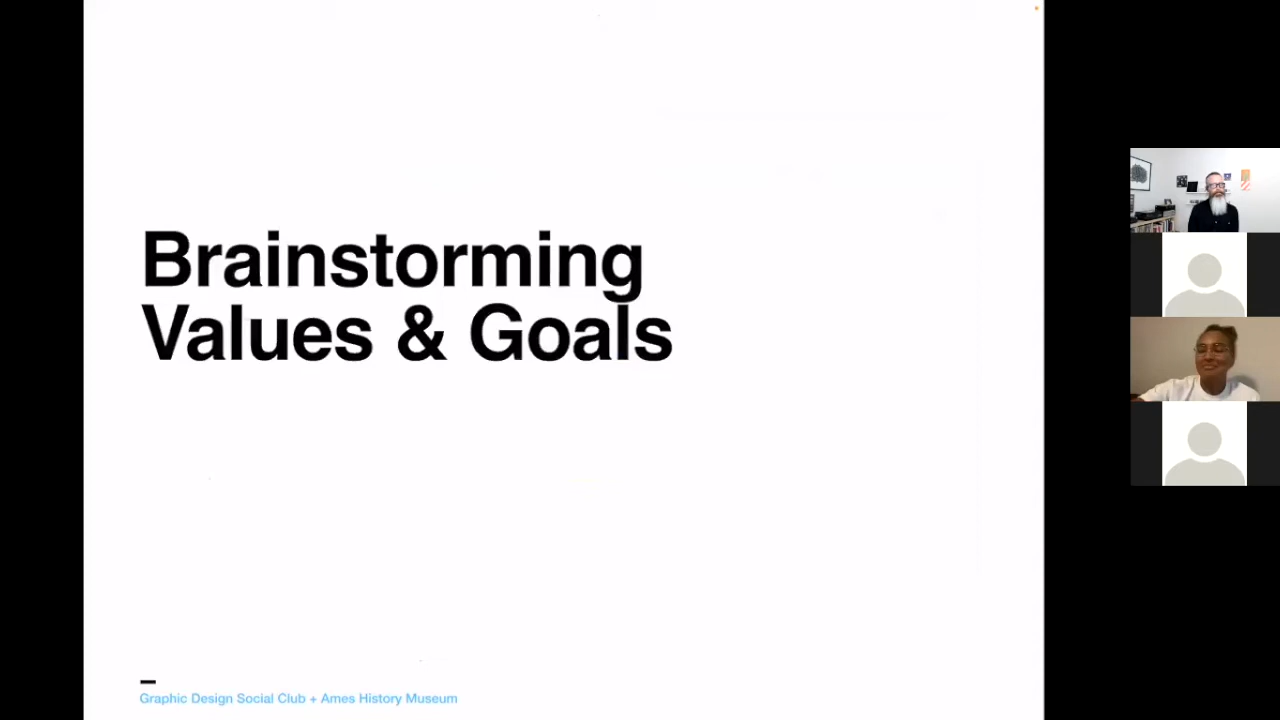 Brainstorming
Values & Goals
Graphic Design Social Club + Ames History Museum